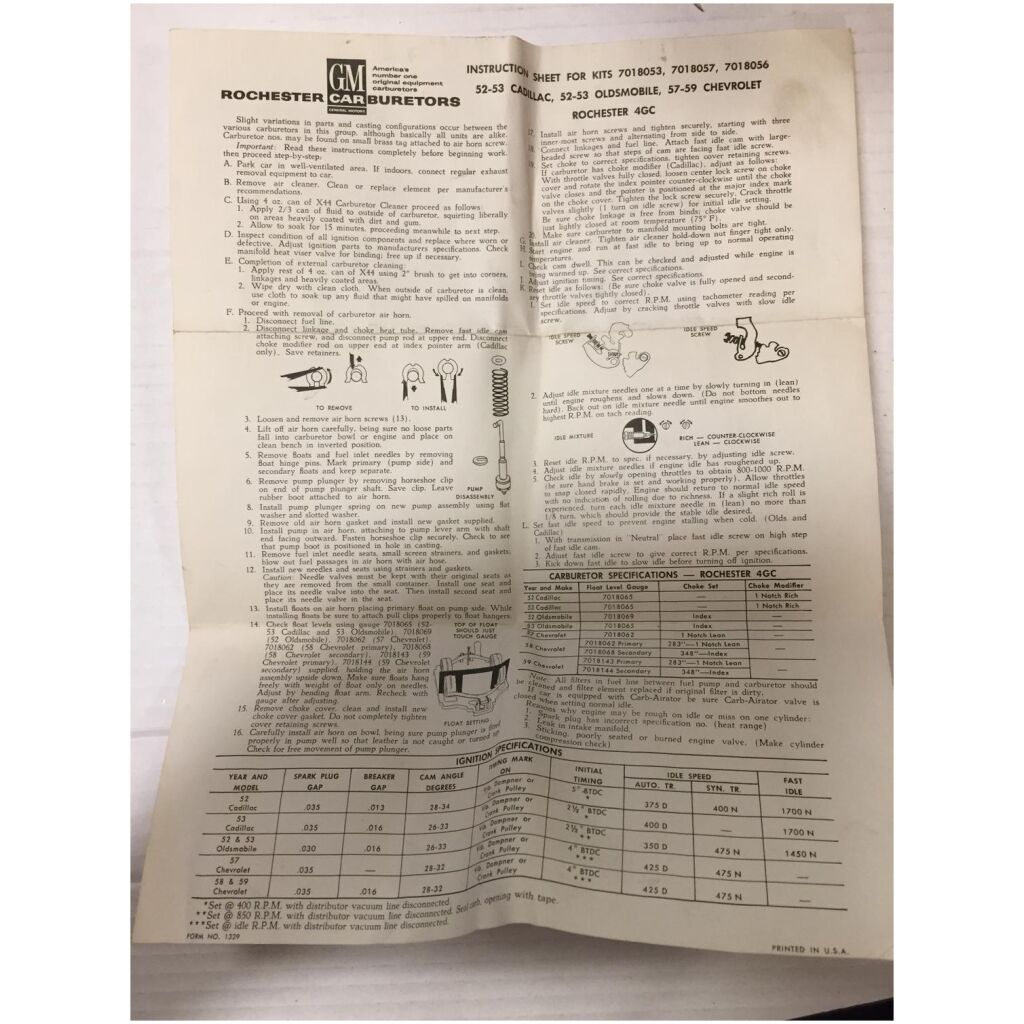 GM
CAR
GENERAL MOTORS
America's
number one
original equipment
carburetors
ROCHESTER CARBURETORS
INSTRUCTION SHEET FOR KITS 7018053, 7018057, 7018056
52-53 CADILLAC, 52-53 OLDSMOBILE, 57-59 CHEVROLET
ROCHESTER 4GC
Slight variations in parts and casting configurations occur between the
various carburetors in this group, although basically all units are alike.
Carburetor nos. may be found on small brass tag attached to air horn screw.
Important: Read these instructions completely before beginning work,
then proceed step-by-step:
A. Park car in well-ventilated area. If indoors, connect regular exhaust
removal equipment to car.
B. Remove air cleaner. Clean or replace element per manufacturer's
recommendations.
C. Using 4 oz. can of X44 Carburetor Cleaner proceed as follows:
1. Apply 2/3 can of fluid to outside of carburetor, squirting liberally
on areas heavily coated with dirt and gum.
2. Allow to soak for 15 minutes, proceeding meanwhile to next step.
D. Inspect condition of all ignition components and replace where worn or
defective. Adjust ignition parts to manufacturers specifications. Check
manifold heat viser valve for binding; free up if necessary.
E. Completion of external carburetor cleaning:
1. Apply rest of 4 oz. can of X44 using 2" brush to get into corners,
linkages and heavily coated areas.
2. Wipe dry with clean cloth. When outside of carburetor is clean,
use cloth to soak up any fluid that might have spilled on manifolds
or engine.
F. Proceed with removal of carburetor air horn.
1. Disconnect fuel line.
2. Disconnect linkage and choke heat tube. Remove fast idle cam
attaching screw, and disconnect pump rod at upper end. Disconnect
choke modifier rod on upper end at index pointer arm (Cadillac
only). Save retainers.
TO REMOVE
TO INSTALL
3. Loosen and remove air horn screws (13).
4. Lift off air horn carefully, being sure no loose parts
fall into carburetor bowl or engine and place on
clean bench in inverted position.
5. Remove floats and fuel inlet needles by removing
float hinge pins. Mark primary (pump side) and
secondary floats and keep separate.
6. Remove pump plunger by removing horseshoe clip
on end of pump plunger shaft. Save clip. Leave
rubber boot attached to air horn.
PUMP
DISASSEMBLY
8. Install pump plunger spring on new pump assembly using flat
washer and slotted washer.
9. Remove old air horn gasket and install new gasket supplied.
10. Install pump in air horn, attaching to pump lever arm with shaft
end facing outward. Fasten horseshoe clip securely. Check to see
that pump boot is positioned in hole in casting.
11. Remove fuel inlet needle seats, small screen strainers, and gaskets;
blow out fuel passages in air horn with air hose.
12. Install new needles and seats using strainers and gaskets.
Caution: Needle valves must be kept with their original seats as
they are removed from the small container. Install one seat and
place its needle valve into the seat. Then install second seat and
place its needle valve in the seat.
13. Install floats on air horn placing primary float on pump side. While
installing floats be sure to attach pull clips properly to float hangers.
14. Check float levels using gauge 7018065 (52-
53 Cadillac and 53 Oldsmobile), 7018069
(52 Oldsmobile), 7018062 (57 Chevrolet),
7018062 (58 Chevrolet primary), 7018068
(58 Chevrolet secondary), 7018143 (59
Chevrolet primary), 7018144 (59 Chevrolet
secondary) supplied, holding the air horn
assembly upside down. Make sure floats hang
freely with weight of float only on needles.
Adjust by bending float arm. Recheck with
gauge after adjusting.
TOP OF FLOAT
SHOULD JUST
TOUCH GAUGE
FLOAT SETTING
15. Remove choke cover, clean and install new
choke cover gasket. Do not completely tighten
cover retaining screws.
16. Carefully install air horn on bowl, being sure pump plunger is fitted
properly in pump well so that leather is not caught or turned up.
Check for free movement of pump plunger.
17. Install air horn screws and tighten securely, starting with three
inner-most screws and alternating from side to side.
18. Connect linkages and fuel line. Attach fast idle cam with large-
headed screw so that steps of cam are facing fast idle screw.
19. Set choke to correct specifications, tighten cover retaining screws.
If carburetor has choke modifier (Cadillac), adjust as follows:
With throttle valves fully closed, loosen center lock screw on choke
cover and rotate the index pointer counter-clockwise until the choke
valve closes and the pointer is positioned at the major index mark
on the choke cover. Tighten the lock screw securely. Crack throttle
valves slightly (1 turn on idle screw) for initial idle setting.
Be sure choke linkage is free from binds; choke valve should be
just lightly closed at room temperature (75° F).
20. Make sure carburetor to manifold mounting bolts are tight.
G. Install air cleaner. Tighten air cleaner hold-down nut finger tight only.
H. Start engine and run at fast idle to bring up to normal operating
temperatures.
I. Check cam dwell. This can be checked and adjusted while engine is
being warmed up. See correct specifications.
J. Adjust ignition timing. See correct specifications.
K. Reset idle as follows: (Be sure choke valve is fully opened and second-
ary throttle valves tightly closed).
1. Set idle speed to correct R.P.M. using tachometer reading per
specifications. Adjust by cracking throttle valves with slow idle
screw.
IDLE SPEED
SCREW
IDLE SPEED
SCREW
2. Adjust idle mixture needles one at a time by slowly turning in (lean)
until engine roughens and slows down. (Do not bottom needles
hard). Back out on idle mixture needle until engine smoothes out to
highest R.P.M. on tach reading.
IDLE MIXTURE
RICH — COUNTER-CLOCKWISE
LEAN — CLOCKWISE
3. Reset idle R.P.M. to spec. if necessary, by adjusting idle screw.
4. Adjust idle mixture needles if engine idle has roughened up.
5. Check idle by slowly opening throttles to obtain 800-1000 R.P.M.
(be sure hand brake is set and working properly). Allow throttles
to snap closed rapidly. Engine should return to normal idle speed
with no indication of rolling due to richness. If a slight rich roll is
experienced, turn each idle mixture needle in (lean) no more than
1/8 turn, which should provide the stable idle desired.
L. Set fast idle speed to prevent engine stalling when cold. (Olds and
Cadillac)
1. With transmission in "Neutral" place fast idle screw on high step
of fast idle cam.
2. Adjust fast idle screw to give correct R.P.M. per specifications.
3. Kick down fast idle to slow idle before turning off ignition.
CARBURETOR SPECIFICATIONS — ROCHESTER 4GC
Year and Make Float Level Gauge Choke Set Choke Modifier
52 Cadillac 7018065 — 1 Notch Rich
53 Cadillac 7018065 — 1 Notch Rich
52 Oldsmobile 7018069 Index —
53 Oldsmobile 7018065 Index —
57 Chevrolet 7018062 1 Notch Lean —
58 Chevrolet 7018062 Primary 283"—1 Notch Lean —
7018068 Secondary 348"—Index
59 Chevrolet 7018143 Primary 283"—1 Notch Lean —
7018144 Secondary 348"—Index
Note: All filters in fuel line between fuel pump and carburetor should
be cleaned and filter element replaced if original filter is dirty.
If car is equipped with Carb-Airator be sure Carb-Airator valve is
closed when setting normal idle.
Reasons why engine may be rough on idle or miss on one cylinder:
1. Spark plug has incorrect specification no. (heat range)
2. Leak in intake manifold.
3. Sticking, poorly seated or burned engine valve. (Make cylinder
compression check)
IGNITION SPECIFICATIONS
YEAR AND MODEL SPARK PLUG GAP BREAKER GAP CAM ANGLE DEGREES TIMING MARK ON INITIAL TIMING IDLE SPEED AUTO. TR. SYN. TR. FAST IDLE
52 Cadillac .035 .013 28-34 Vib. Dampner or Crank Pulley 5° BTDC * 375 D 400 N 1700 N
53 Cadillac .035 .016 26-33 Vib. Dampner or Crank Pulley 2½° BTDC * 400 D — 1700 N
52 & 53 Oldsmobile .030 .016 26-33 Vib. Dampner or Crank Pulley 2½° BTDC ** 350 D 475 N 1450 N
57 Chevrolet .035 — 28-32 Vib. Dampner or Crank Pulley 4° BTDC *** 425 D 475 N —
58 & 59 Chevrolet .035 .016 28-32 Vib. Dampner or Crank Pulley 4° BTDC *** 425 D 475 N —
*Set @ 400 R.P.M. with distributor vacuum line disconnected.
**Set @ 850 R.P.M. with distributor vacuum line disconnected. Seal carb. opening with tape.
***Set @ idle R.P.M. with distributor vacuum line disconnected.
FORM NO. 1329
PRINTED IN U.S.A.